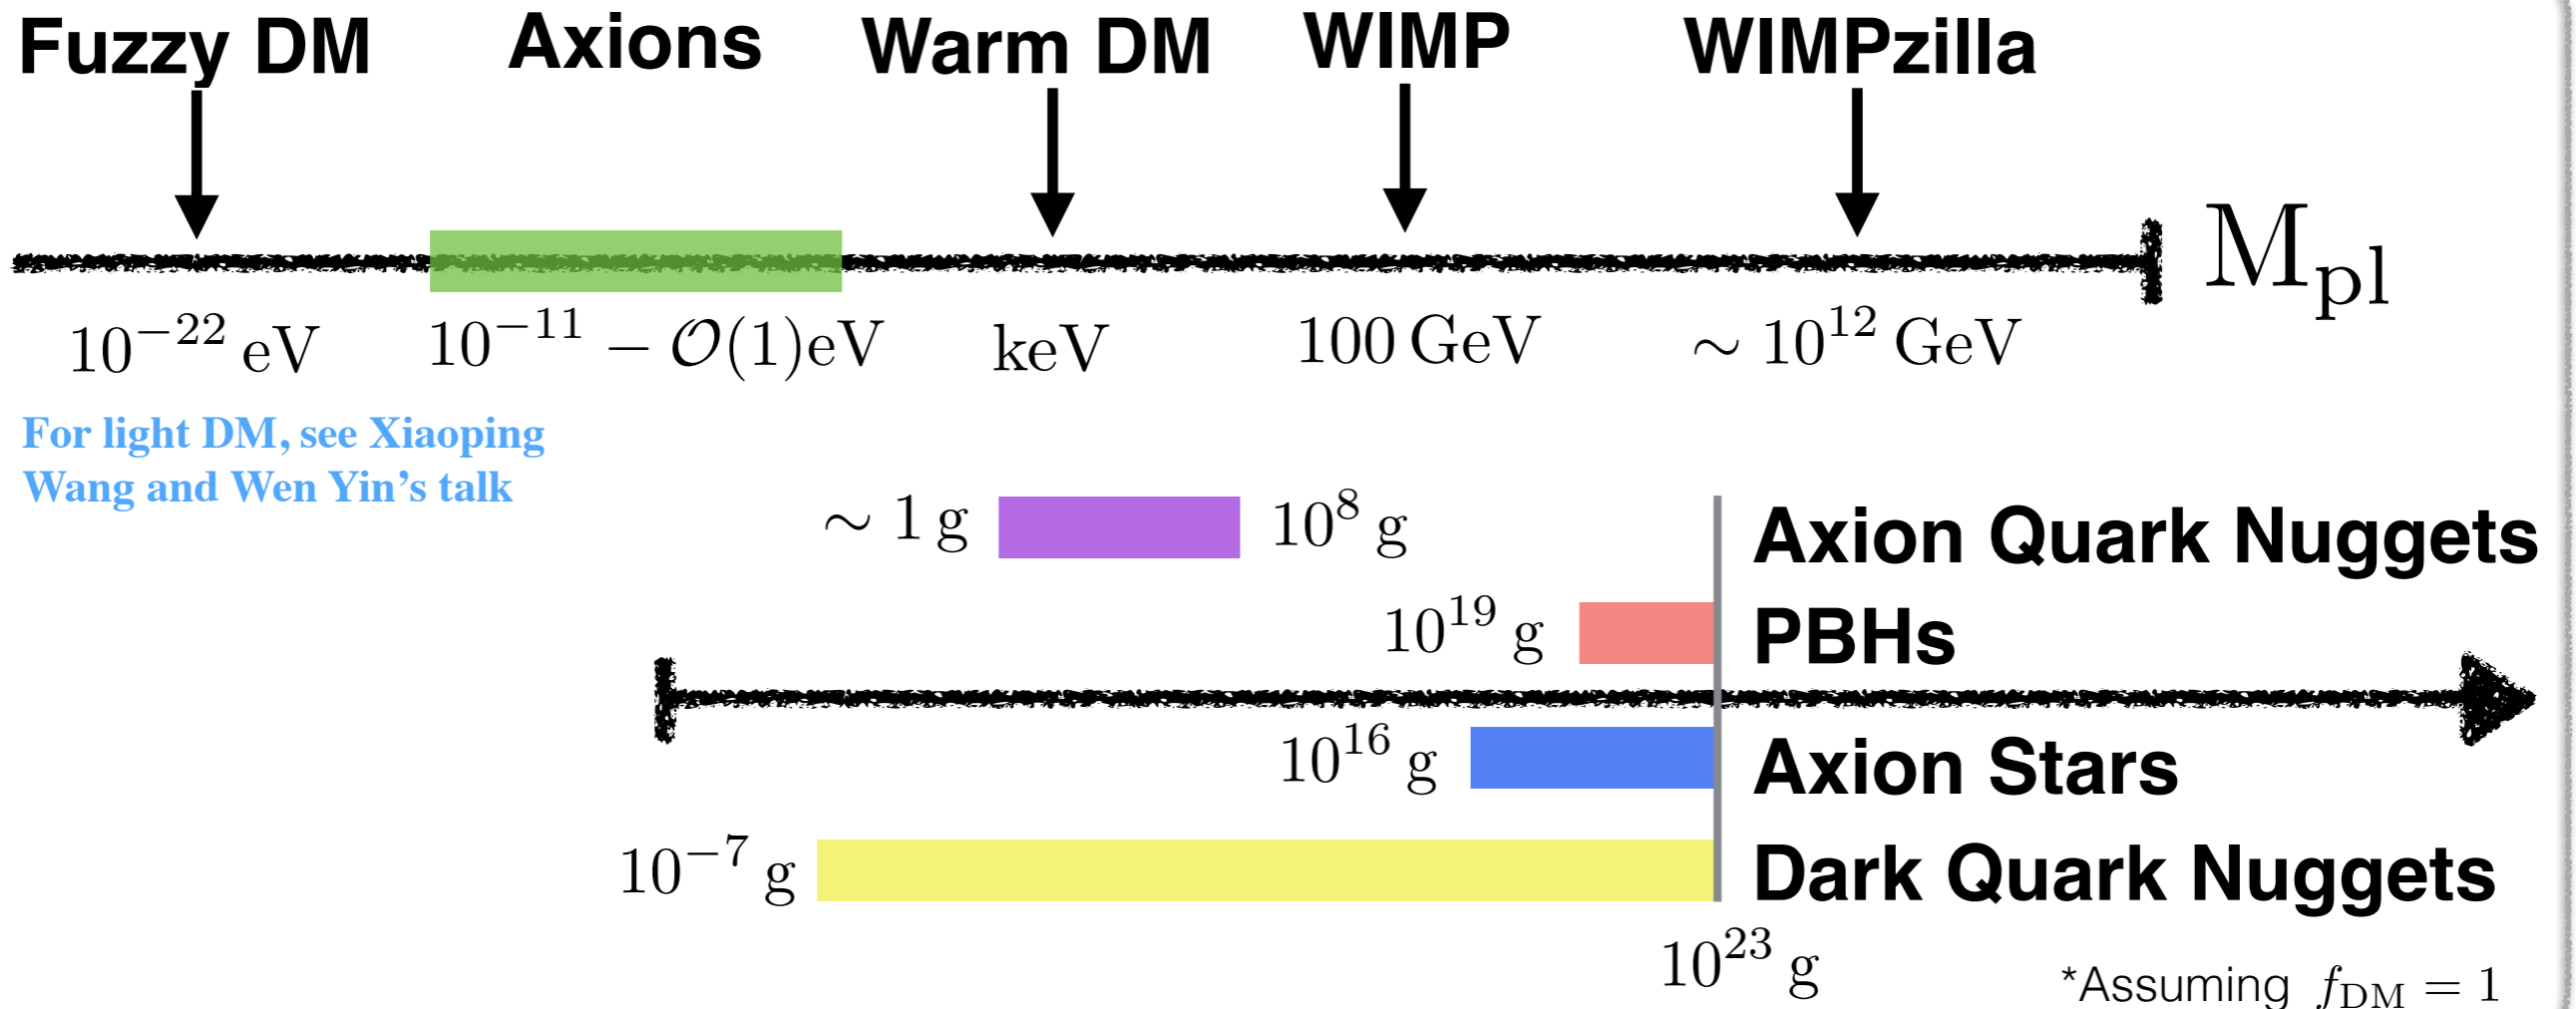 Fuzzy DM Axions Warm DM WIMP WIMPzilla
M_pl
10^{-22} eV 10^{-11} − 𝒪(1)eV keV 100 GeV ∼ 10^{12} GeV
For light DM, see Xiaoping
Wang and Wen Yin’s talk
∼ 1 g 10^8 g Axion Quark Nuggets
10^{19} g PBHs
10^{16} g Axion Stars
10^{-7} g Dark Quark Nuggets
10^{23} g
*Assuming f_{DM} = 1